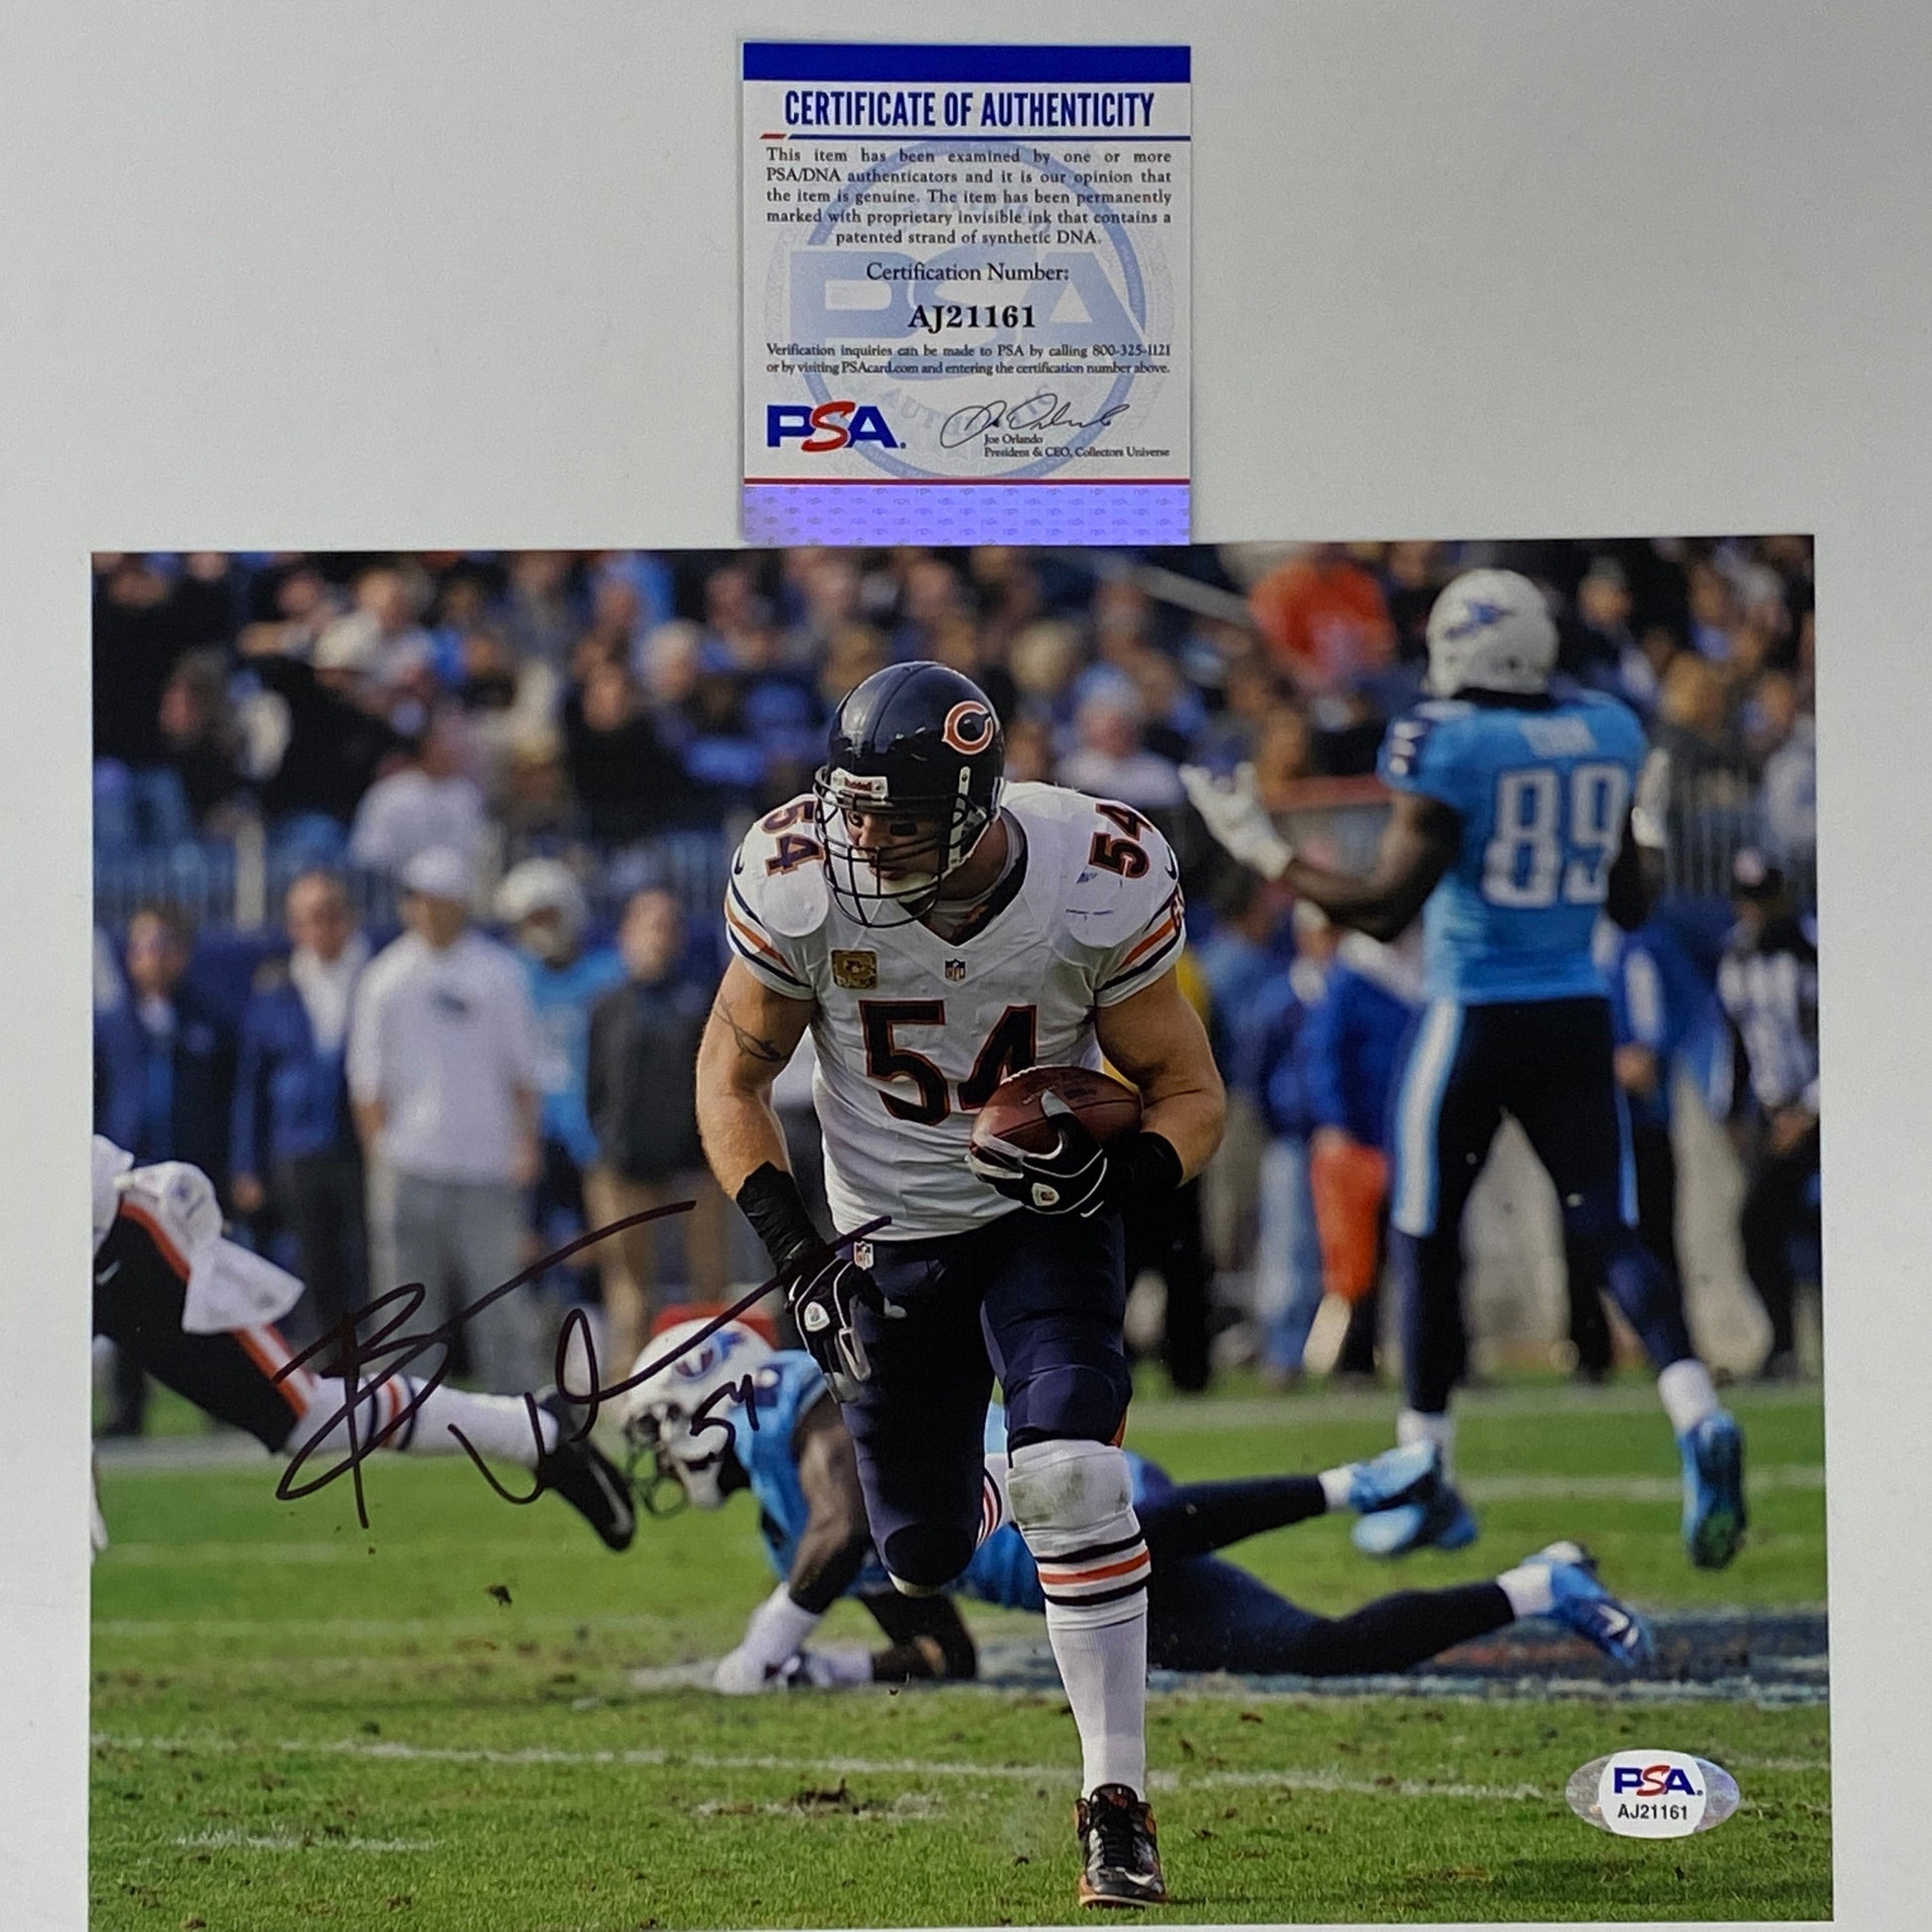 CERTIFICATE OF AUTHENTICITY
This item has been examined by one or more
PSA/DNA authenticators and it is our opinion that
the item is genuine. The item has been permanently
marked with proprietary invisible ink that contains a
patented strand of synthetic DNA.
Certification Number:
AJ21161
Verification inquiries can be made to PSA by calling 800-325-1121
or by visiting PSAcard.com and entering the certification number above.
PSA
Joe Orlando
President & CEO, Collectors Universe
89
54
54
Riddell
NFL
54
NFL
54
PSA
AJ21161